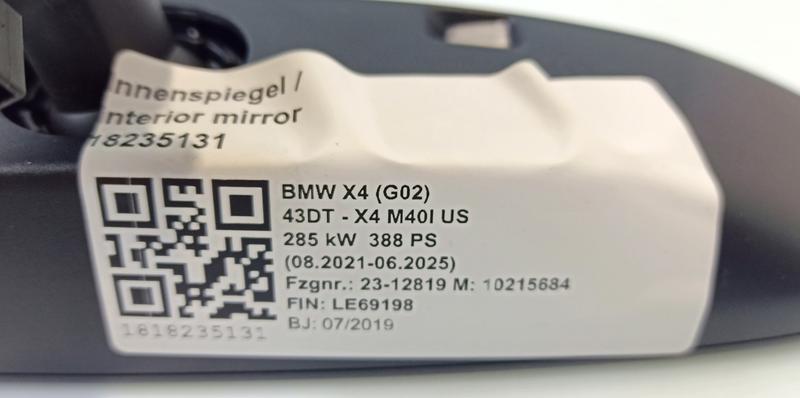 nnenspiegel /
nterior mirror
18235131
BMW X4 (G02)
43DT - X4 M40I US
285 kW 388 PS
(08.2021-06.2025)
Fzgnr.: 23-12819 M: 10215684
FIN: LE69198
BJ: 07/2019
1818235131